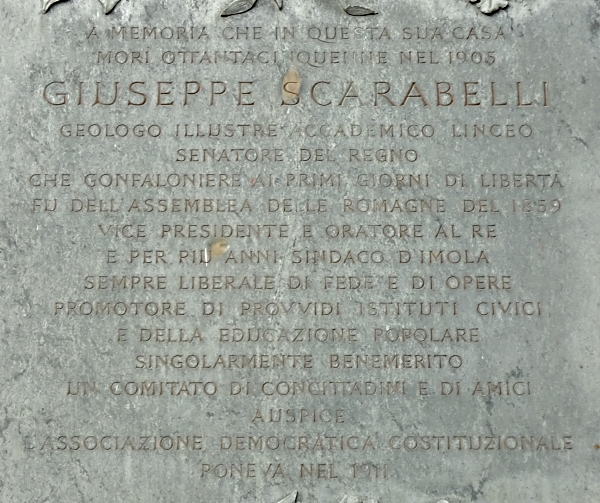 A MEMORIA CHE IN QUESTA SUA CASA
MORÍ OTTANTACINQUENNE NEL 1905
GIUSEPPE SCARABELLI
GEOLOGO ILLUSTRE ACCADEMICO LINCEO
SENATORE DEL REGNO
CHE GONFALONIERE AI PRIMI GIORNI DI LIBERTÀ
FU DELL'ASSEMBLEA DELLE ROMAGNE DEL 1859
VICE PRESIDENTE E ORATORE AL RE
E PER PIÙ ANNI SINDACO D'IMOLA
SEMPRE LIBERALE DI FEDE E DI OPERE
PROMOTORE DI PROVVIDI ISTITUTI CIVICI
E DELLA EDUCAZIONE POPOLARE
SINGOLARMENTE BENEMERITO
UN COMITATO DI CONCITTADINI E DI AMICI
AUSPICE
L'ASSOCIAZIONE DEMOCRATICA COSTITUZIONALE
PONEVA NEL 1911